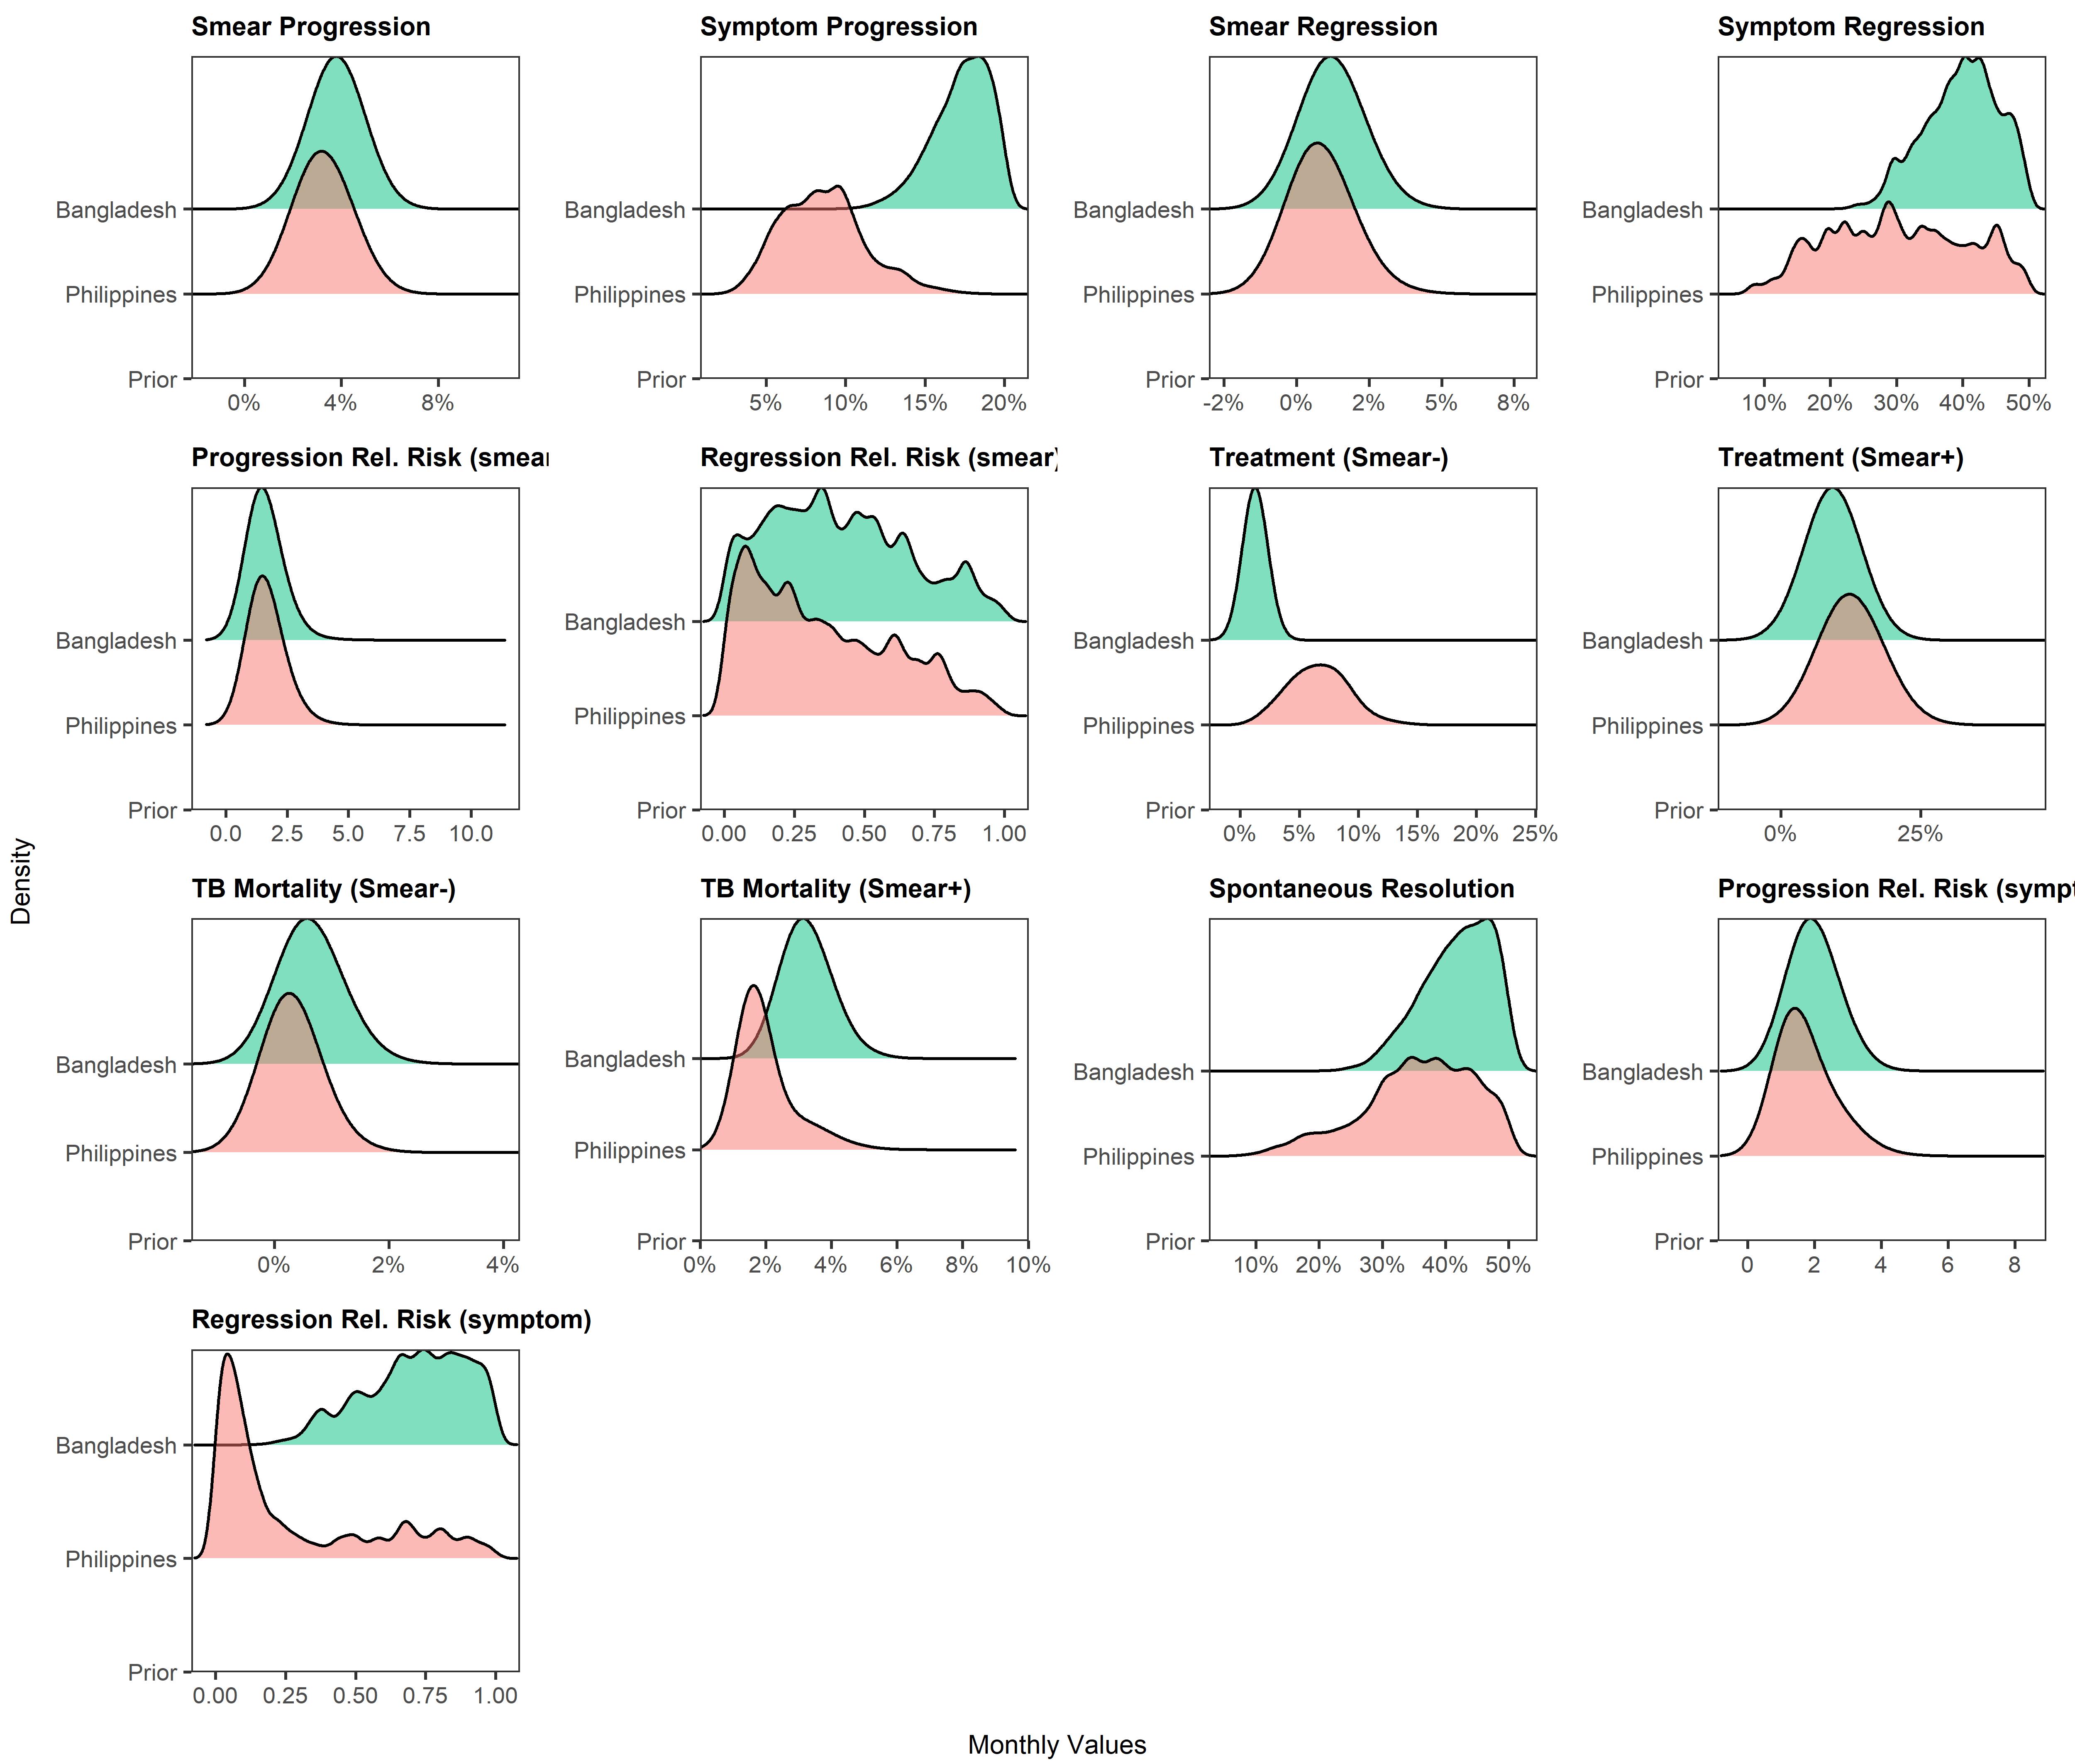 Smear Progression
Symptom Progression
Smear Regression
Symptom Regression
Bangladesh
Philippines
Prior
0% 4% 8%
Bangladesh
Philippines
Prior
5% 10% 15% 20%
Bangladesh
Philippines
Prior
-2% 0% 2% 5% 8%
Bangladesh
Philippines
Prior
10% 20% 30% 40% 50%
Progression Rel. Risk (smear
Regression Rel. Risk (smear)
Treatment (Smear-)
Treatment (Smear+)
Bangladesh
Philippines
Prior
0.0 2.5 5.0 7.5 10.0
Bangladesh
Philippines
Prior
0.00 0.25 0.50 0.75 1.00
Bangladesh
Philippines
Prior
0% 5% 10% 15% 20% 25%
Bangladesh
Philippines
Prior
0% 25%
Density
TB Mortality (Smear-)
TB Mortality (Smear+)
Spontaneous Resolution
Progression Rel. Risk (sympt
Bangladesh
Philippines
Prior
0% 2% 4%
Bangladesh
Philippines
Prior
0% 2% 4% 6% 8% 10%
Bangladesh
Philippines
Prior
10% 20% 30% 40% 50%
Bangladesh
Philippines
Prior
0 2 4 6 8
Regression Rel. Risk (symptom)
Bangladesh
Philippines
Prior
0.00 0.25 0.50 0.75 1.00
Monthly Values